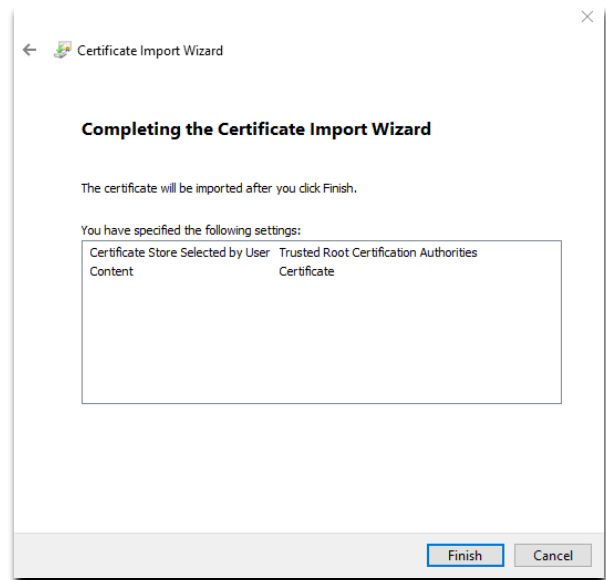 Certificate Import Wizard
Completing the Certificate Import Wizard
The certificate will be imported after you click Finish.
You have specified the following settings:
Certificate Store Selected by User Trusted Root Certification Authorities
Content Certificate
Finish Cancel